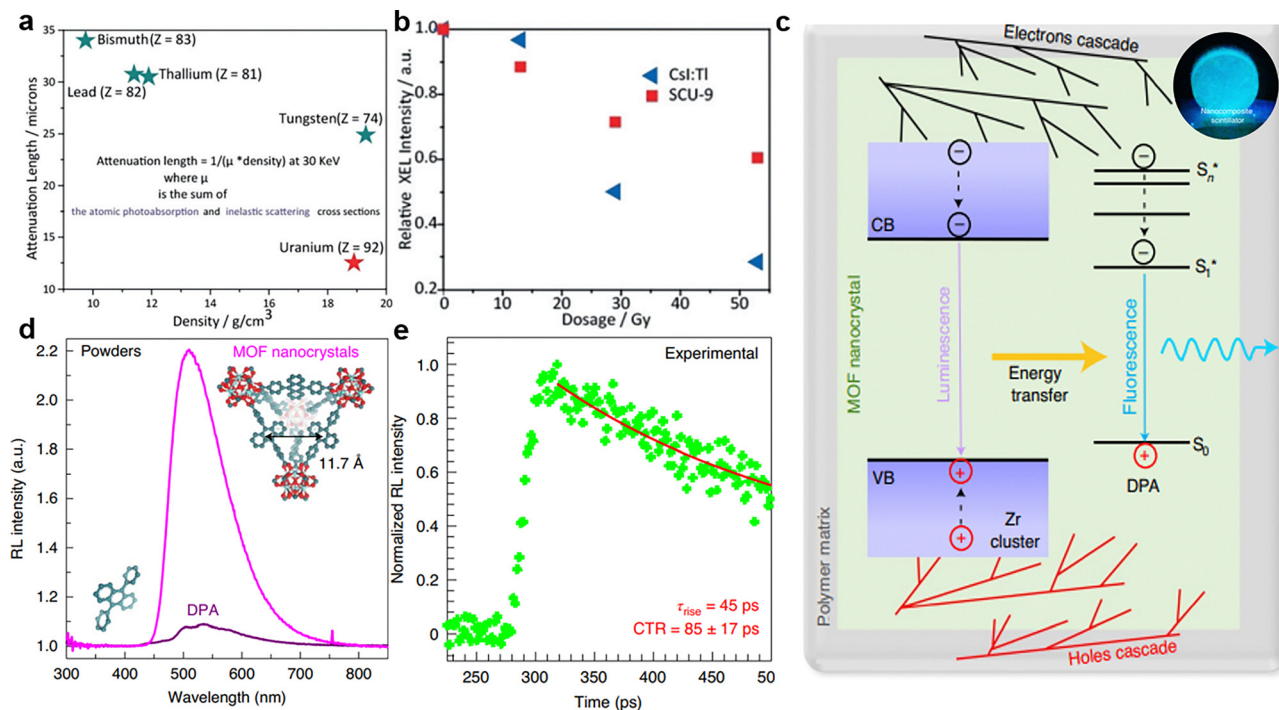 a
Attenuation Length / microns
35
30
25
20
15
10
Bismuth (Z = 83)
Thallium (Z = 81)
Lead (Z = 82)
Tungsten(Z = 74)
Attenuation length = 1/(μ *density) at 30 KeV
where μ
is the sum of
the atomic photoabsorption and inelastic scattering cross sections
Uranium (Z = 92)
10 12 14 16 18 20
Density / g/cm3
b
Relative XEL Intensity / a.u.
1.0
0.8
0.6
0.4
0.2
CsI:Tl
SCU-9
0 10 20 30 40 50
Dosage / Gy
c
Electrons cascade
Nanocomposite
scintillator
CB
Sn*
S1*
MOF nanocrystal
Luminescence
Energy
transfer
Fluorescence
S0
VB
DPA
Zr
cluster
Polymer matrix
Holes cascade
d
RL intensity (a.u.)
2.2
2.0
1.8
1.6
1.4
1.2
1.0
Powders
MOF nanocrystals
11.7 Å
DPA
300 400 500 600 700 800
Wavelength (nm)
e
Normalized RL intensity
1.0
0.8
0.6
0.4
0.2
0
Experimental
τrise = 45 ps
CTR = 85 ± 17 ps
250 300 350 400 450 50
Time (ps)